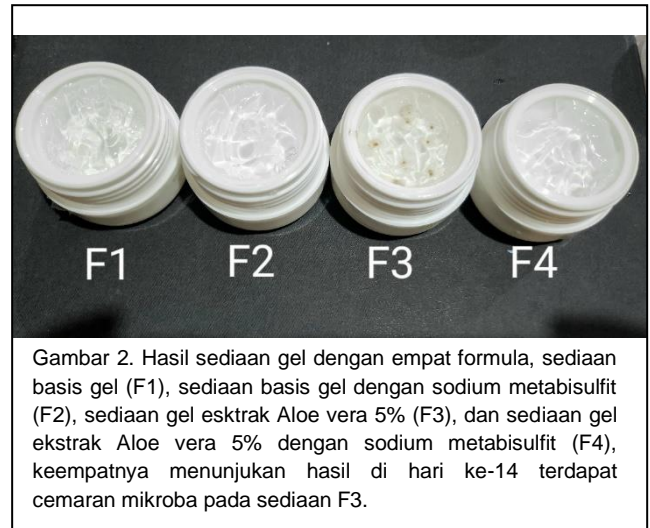 F1 F2 F3 F4
Gambar 2. Hasil sediaan gel dengan empat formula, sediaan
basis gel (F1), sediaan basis gel dengan sodium metabisulfit
(F2), sediaan gel esktrak Aloe vera 5% (F3), dan sediaan gel
ekstrak Aloe vera 5% dengan sodium metabisulfit (F4),
keempatnya menunjukan hasil di hari ke-14 terdapat
cemaran mikroba pada sediaan F3.